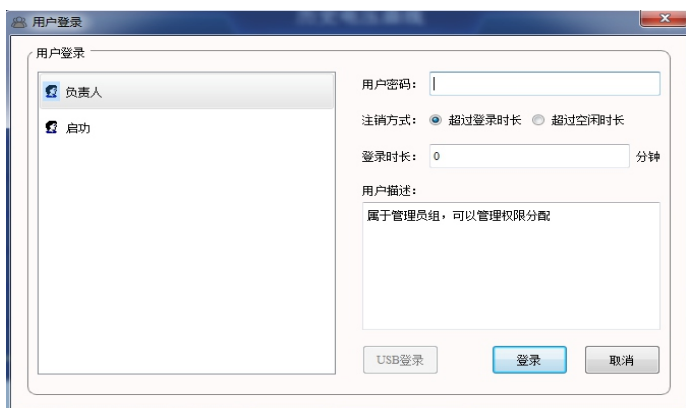 用户登录
用户登录
负责人
启功
用户密码：
注销方式： 超过登录时长 超过空闲时长
登录时长： 0 分钟
用户描述：
属于管理员组，可以管理权限分配
USB登录 登录 取消